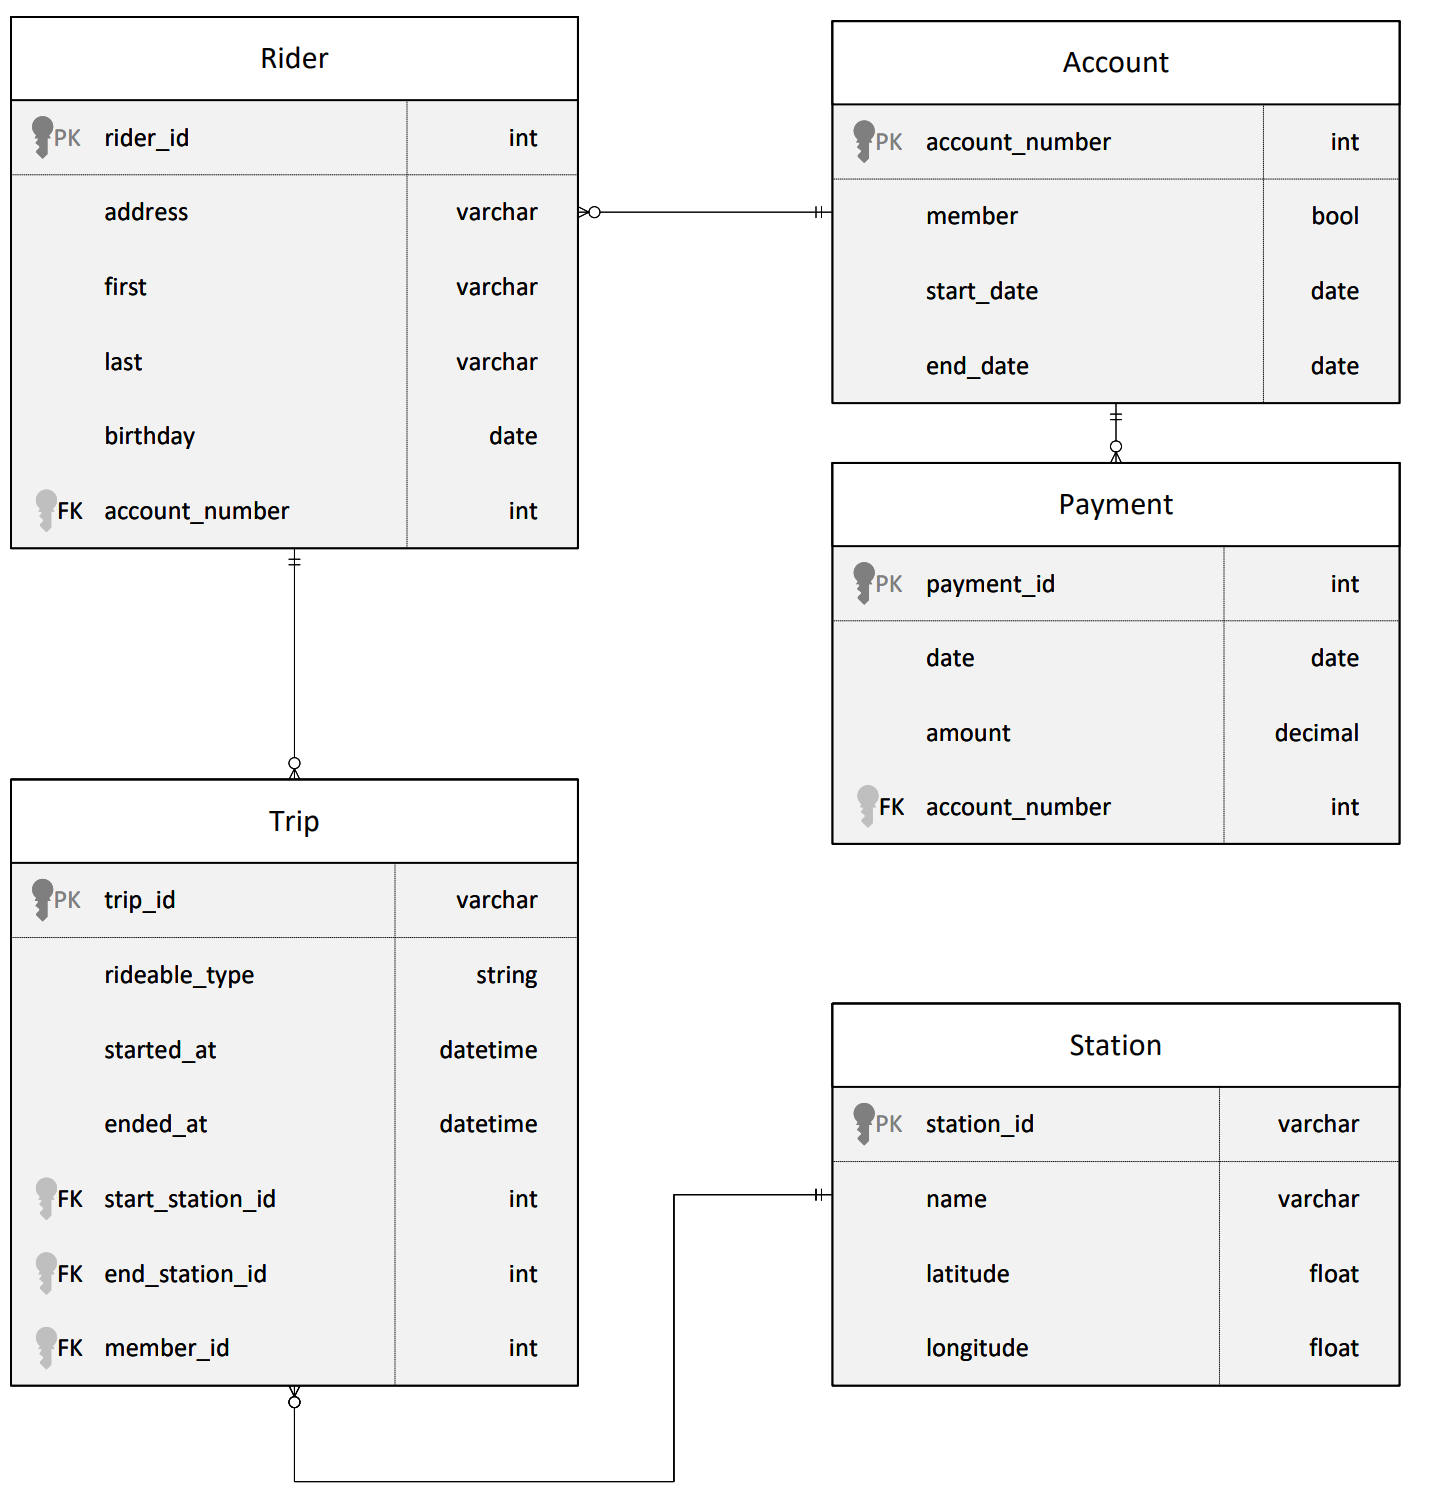 Rider
PK rider_id int
address varchar
first varchar
last varchar
birthday date
FK account_number int
Account
PK account_number int
member bool
start_date date
end_date date
Payment
PK payment_id int
date date
amount decimal
FK account_number int
Trip
PK trip_id varchar
rideable_type string
started_at datetime
ended_at datetime
FK start_station_id int
FK end_station_id int
FK member_id int
Station
PK station_id varchar
name varchar
latitude float
longitude float